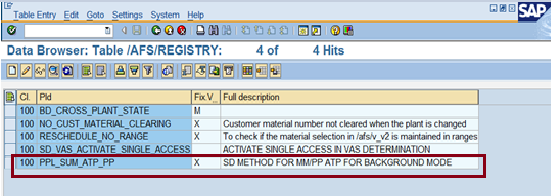 Table Entry Edit Goto Settings System Help
SAP
Data Browser: Table /AFS/REGISTRY: 4 of 4 Hits
Cl. PId Fix.V.. Full description
100 BD_CROSS_PLANT_STATE M
100 NO_CUST_MATERIAL_CLEARING X Customer material number not cleared when the plant is changed
100 RESCHEDULE_NO_RANGE X To check if the material selection in /afs/v_v2 is maintained in ranges
100 SD_VAS_ACTIVATE_SINGLE_ACCESS ACTIVATE SINGLE ACCESS IN VAS DETERMINATION
100 PPL_SUM_ATP_PP X SD METHOD FOR MM/PP ATP FOR BACKGROUND MODE